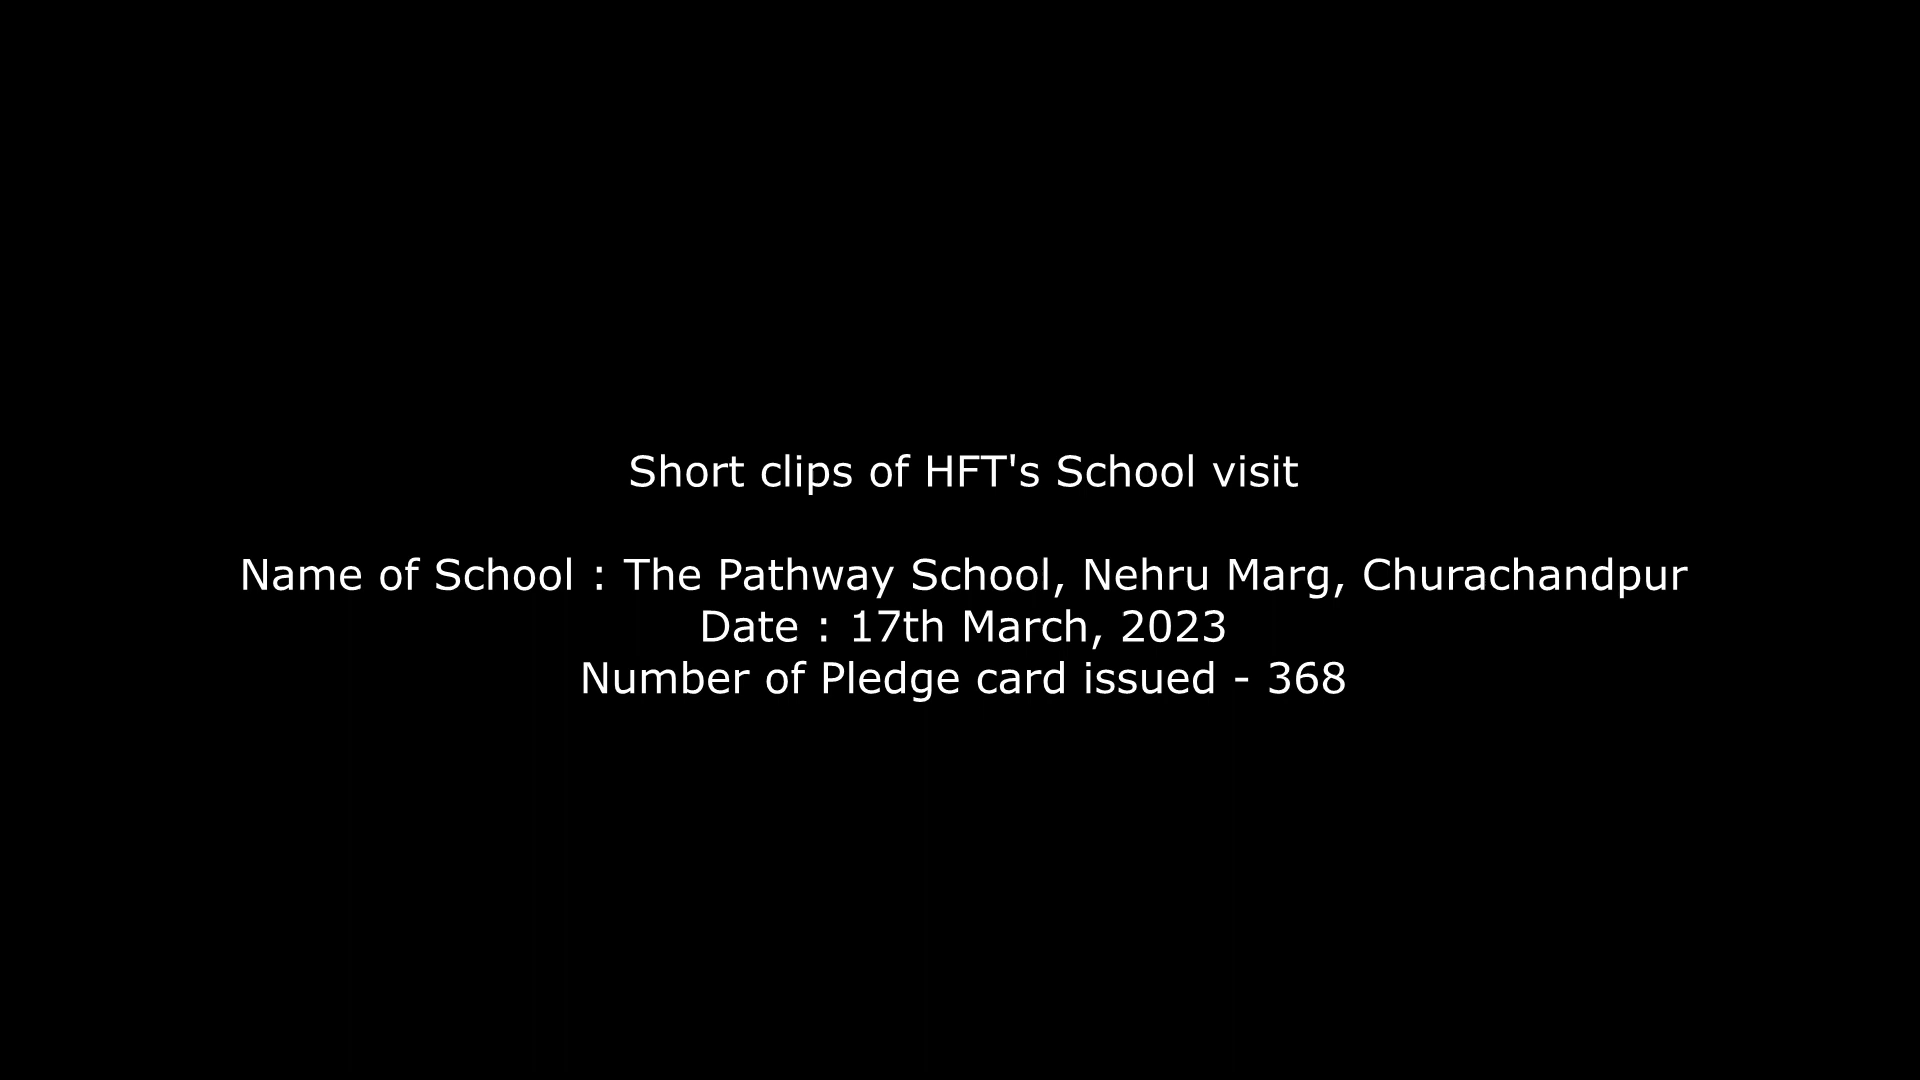 Short clips of HFT's School visit
Name of School : The Pathway School, Nehru Marg, Churachandpur
Date : 17th March, 2023
Number of Pledge card issued - 368